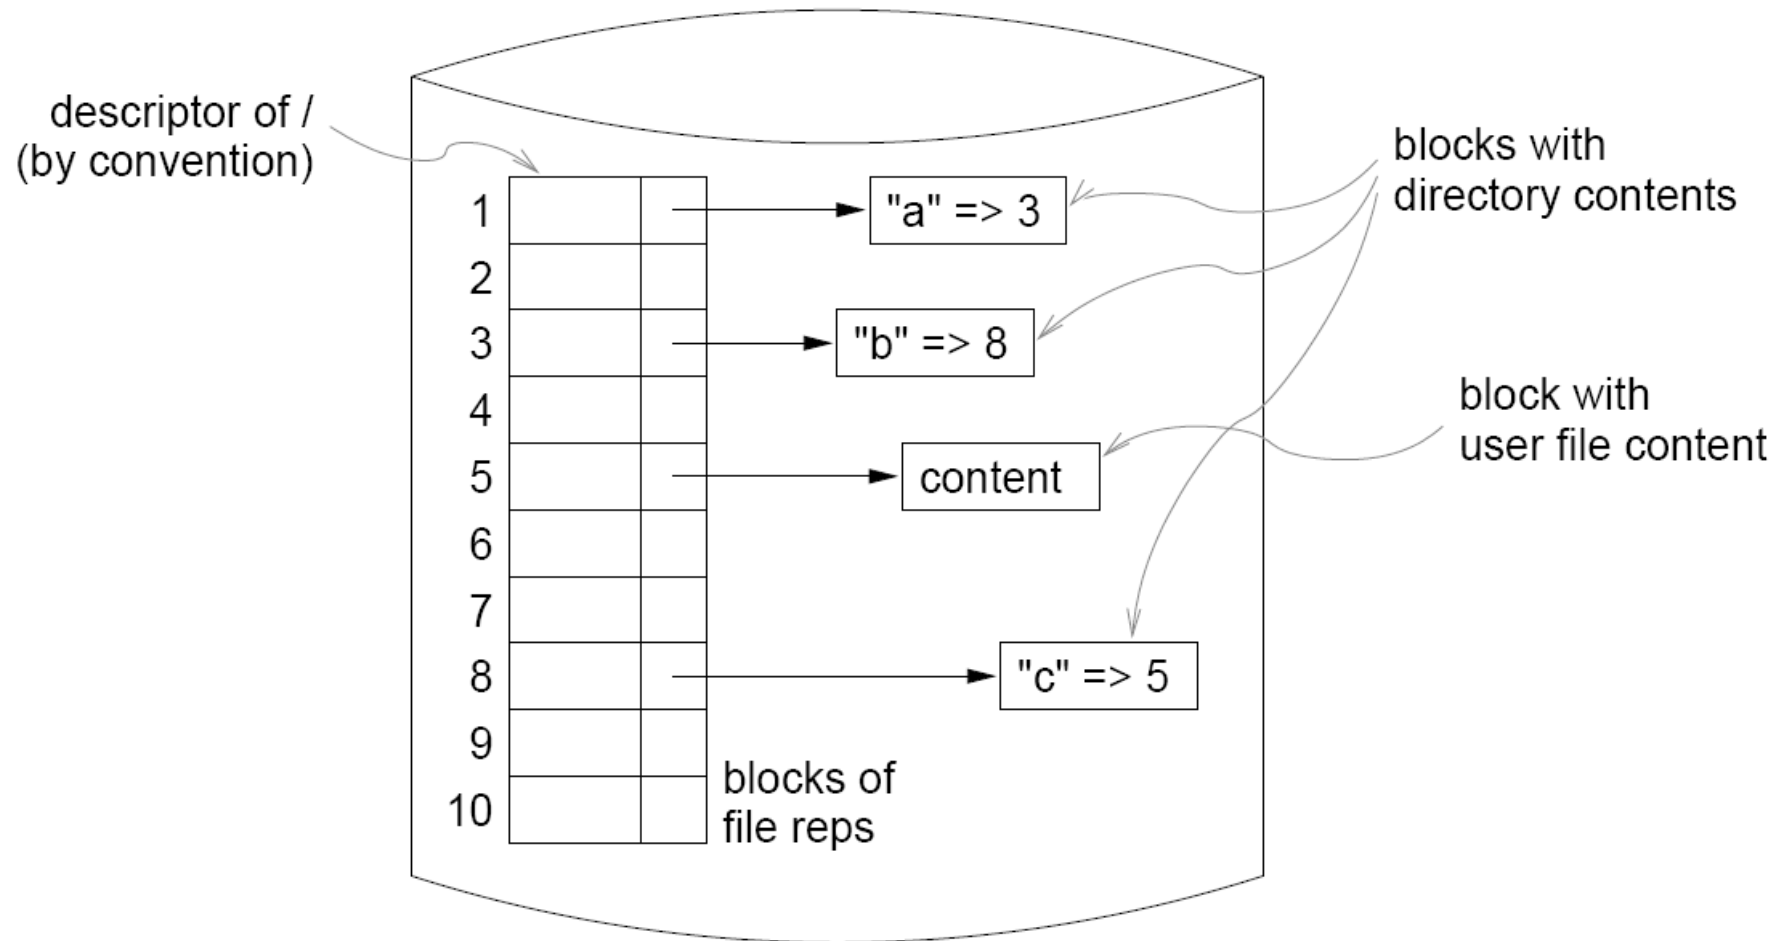 descriptor of /
(by convention)
blocks with
directory contents
1
"a" => 3
2
3
"b" => 8
4
block with
user file content
5
content
6
7
8
"c" => 5
9
10
blocks of
file reps